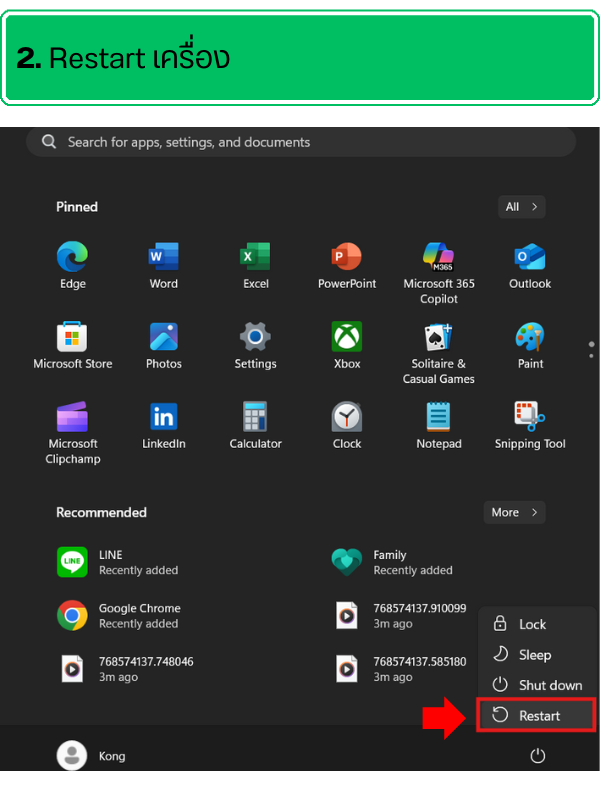 2. Restart เครื่อง
Search for apps, settings, and documents
Pinned
All
Edge
Word
Excel
PowerPoint
M365
Microsoft 365
Copilot
Outlook
Microsoft Store
Photos
Settings
Xbox
Solitaire &
Casual Games
Paint
Microsoft
Clipchamp
LinkedIn
Calculator
Clock
Notepad
Snipping Tool
Recommended
More
LINE
LINE
Recently added
Family
Recently added
Google Chrome
Recently added
768574137.910099
3m ago
768574137.748046
3m ago
768574137.585180
3m ago
Lock
Sleep
Shut down
Restart
Kong